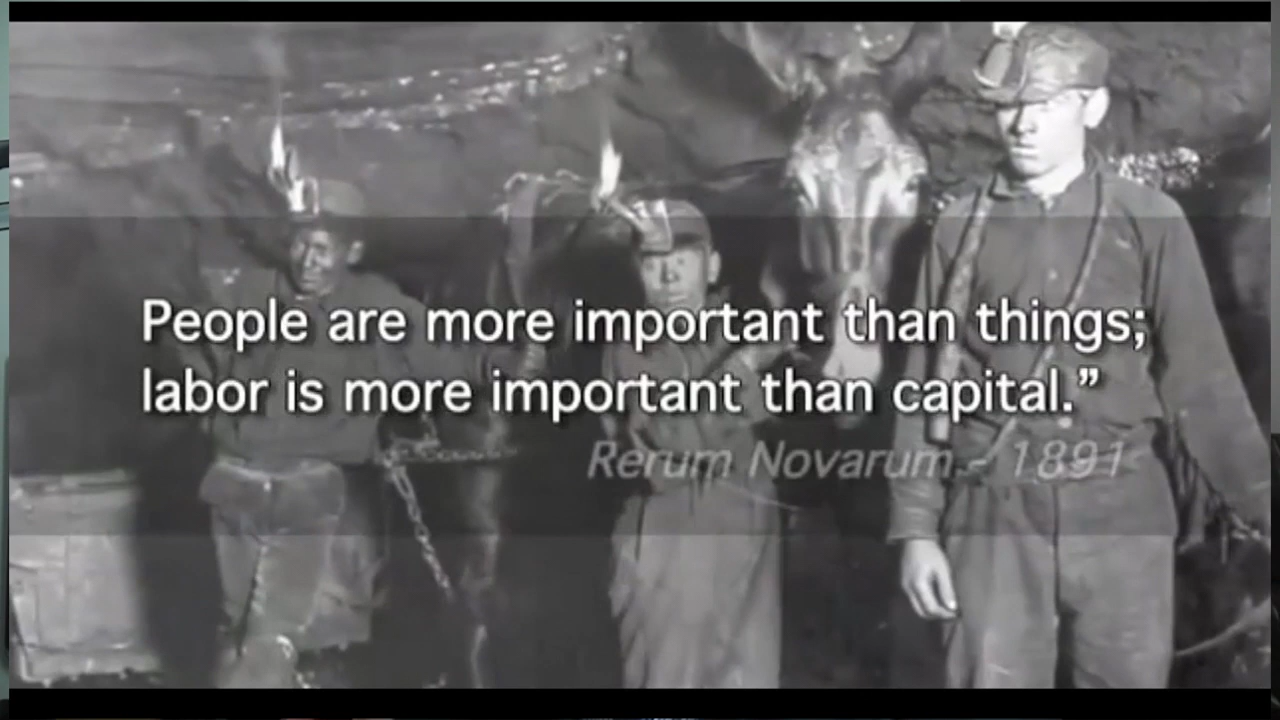 People are more important than things;
labor is more important than capital.”
Rerum Novarum - 1891